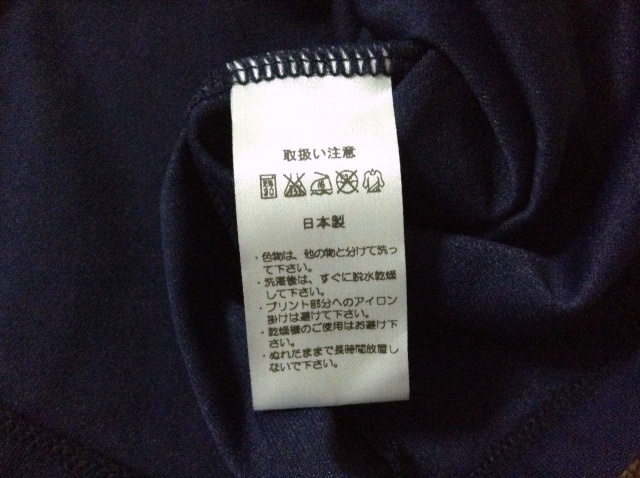 取扱い注意
日本製
・色物は、他の物と分けて洗っ
て下さい。
・洗濯後は、すぐに脱水乾燥
して下さい。
・プリント部分へのアイロン
掛けは避けて下さい。
・乾燥機のご使用はお避け下
さい。
・ぬれたままで長時間放置し
ないで下さい。